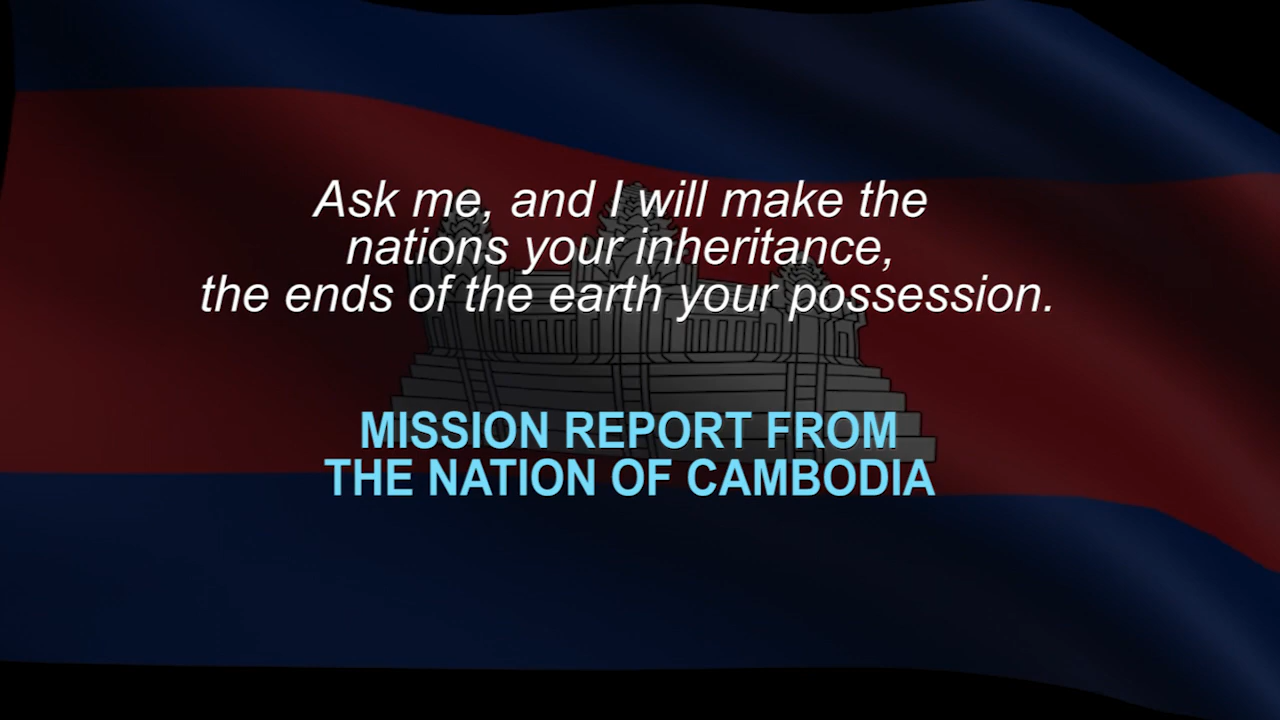 Ask me, and I will make the
nations your inheritance,
the ends of the earth your possession.
MISSION REPORT FROM
THE NATION OF CAMBODIA